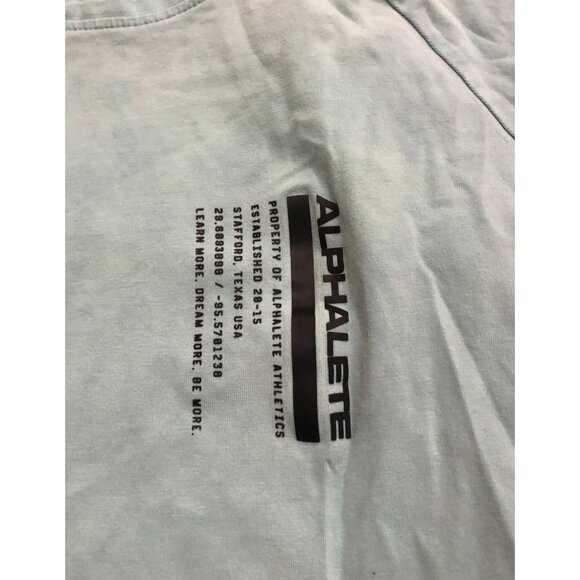 ALPHALETE
PROPERTY OF ALPHALETE ATHLETICS
ESTABLISHED 20-15
STAFFORD, TEXAS USA
29.6093090 / -95.5701230
LEARN MORE. DREAM MORE. BE MORE.